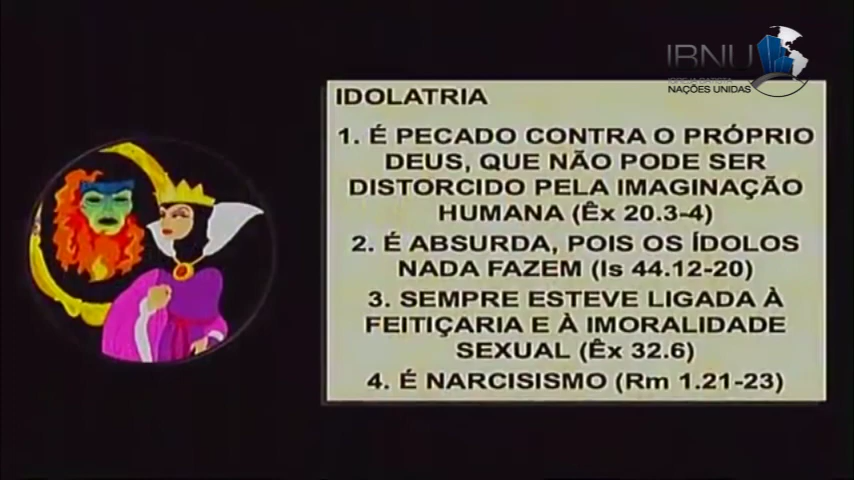 IBNU
IGREJA BATISTA
NAÇÕES UNIDAS
IDOLATRIA
1. É PECADO CONTRA O PRÓPRIO
DEUS, QUE NÃO PODE SER
DISTORCIDO PELA IMAGINAÇÃO
HUMANA (Êx 20.3-4)
2. É ABSURDA, POIS OS ÍDOLOS
NADA FAZEM (Is 44.12-20)
3. SEMPRE ESTEVE LIGADA À
FEITIÇARIA E À IMORALIDADE
SEXUAL (Êx 32.6)
4. É NARCISISMO (Rm 1.21-23)